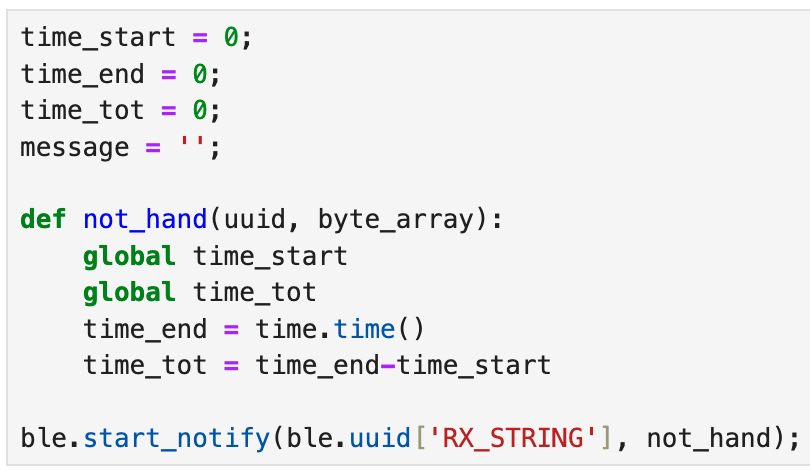 time_start = 0;
time_end = 0;
time_tot = 0;
message = '';
def not_hand(uuid, byte_array):
    global time_start
    global time_tot
    time_end = time.time()
    time_tot = time_end-time_start
ble.start_notify(ble.uuid['RX_STRING'], not_hand);